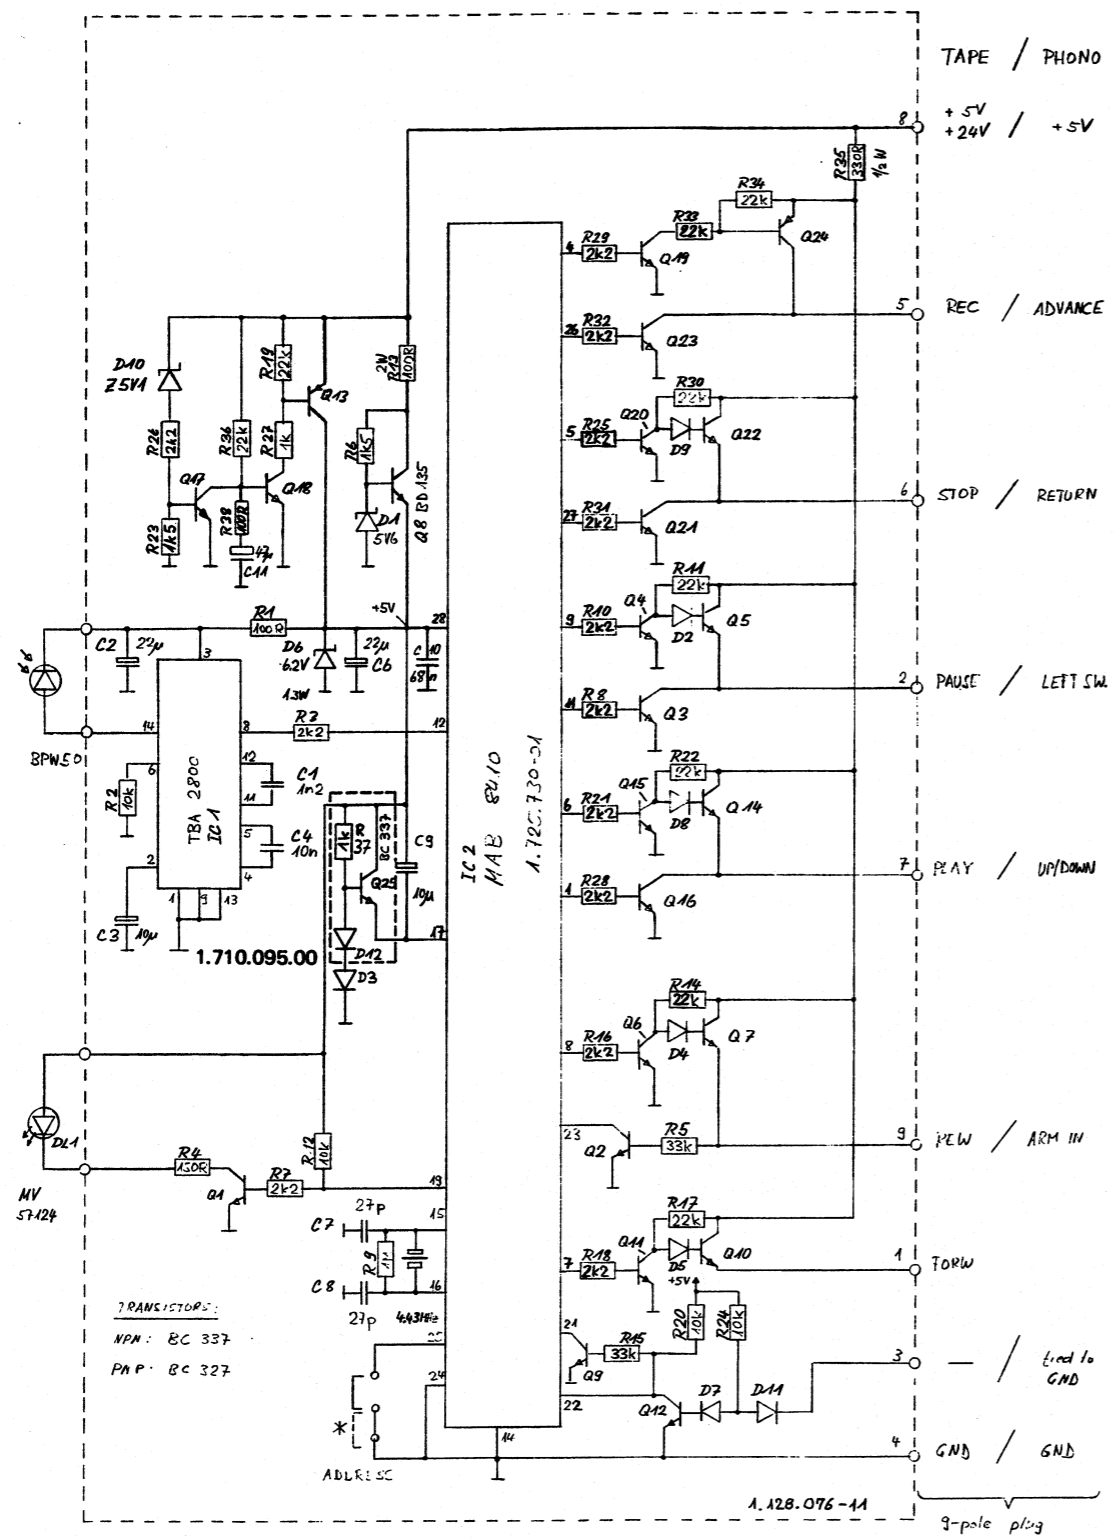 TAPE / PHONO
8
+ 5V
+24V / + 5V
R35
330R
1/2 W
R34
22k
R33
22k
Q24
4
R29
2k2
Q19
5
REC / ADVANCE
26
R32
2k2
Q23
D10
Z5V1
R19
22k
Q13
2W
R13
100R
R30
22k
Q20
D9
Q22
5
R25
2k2
R26
2k2
R36
22k
R27
1k
R6
1k5
Q8 BD135
Q17
Q18
6
STOP / RETURN
27
R31
2k2
Q21
R23
1k5
R38
100R
47µ
C11
D1
5V6
R11
22k
Q4
D2
Q5
R1
100R
+5V
28
9
R10
2k2
C2
22µ
3
D6
6.2V
1.3W
22µ
C6
C10
68n
2
PAUSE / LEFT SW.
11
R8
2k2
Q3
14
8
R3
2k2
12
BPW50
R22
22k
Q15
D8
Q14
6
R2
10k
TBA 2800
IC1
12
11
C1
1n2
6
R21
2k2
5
4
C4
10n
R37
1k
BC 337
Q25
C9
10µ
IC2
MAB 8410
1.725.730-01
7
PLAY / UP/DOWN
2
1
R28
2k2
Q16
1
9
13
C3
10µ
17
D12
1.710.095.00
D3
R14
22k
Q6
D4
Q7
8
R16
2k2
DL1
23
Q2
R5
33k
9
REW / ARM IN
R4
150R
R12
10k
Q1
R7
2k2
19
MV
57124
C7
27p
15
R17
22k
Q11
D5
Q10
R9
1M
7
R18
2k2
+5V
1
FORW
C8
27p
16
4.43MHz
TRANSISTORS:
NPN: BC 337
PNP: BC 327
21
R15
33k
R20
10k
R24
10k
Q9
3
— / tied to
GND
25
24
22
Q12
D7
D11
*
14
4
GND / GND
ADDRESS
1.128.076-11
9-pole plug